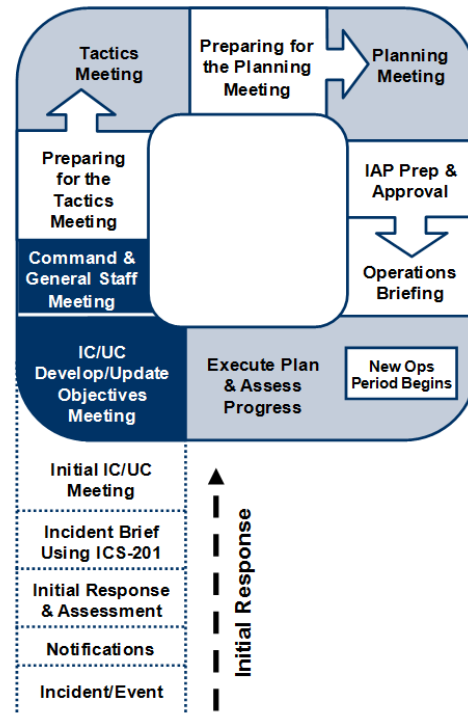 Tactics
Meeting
Preparing for
the Planning
Meeting
Planning
Meeting
Preparing
for the
Tactics
Meeting
IAP Prep &
Approval
Command &
General Staff
Meeting
Operations
Briefing
IC/UC
Develop/Update
Objectives
Meeting
Execute Plan
& Assess
Progress
New Ops
Period Begins
Initial IC/UC
Meeting
Incident Brief
Using ICS-201
Initial Response
& Assessment
Notifications
Incident/Event
Initial Response